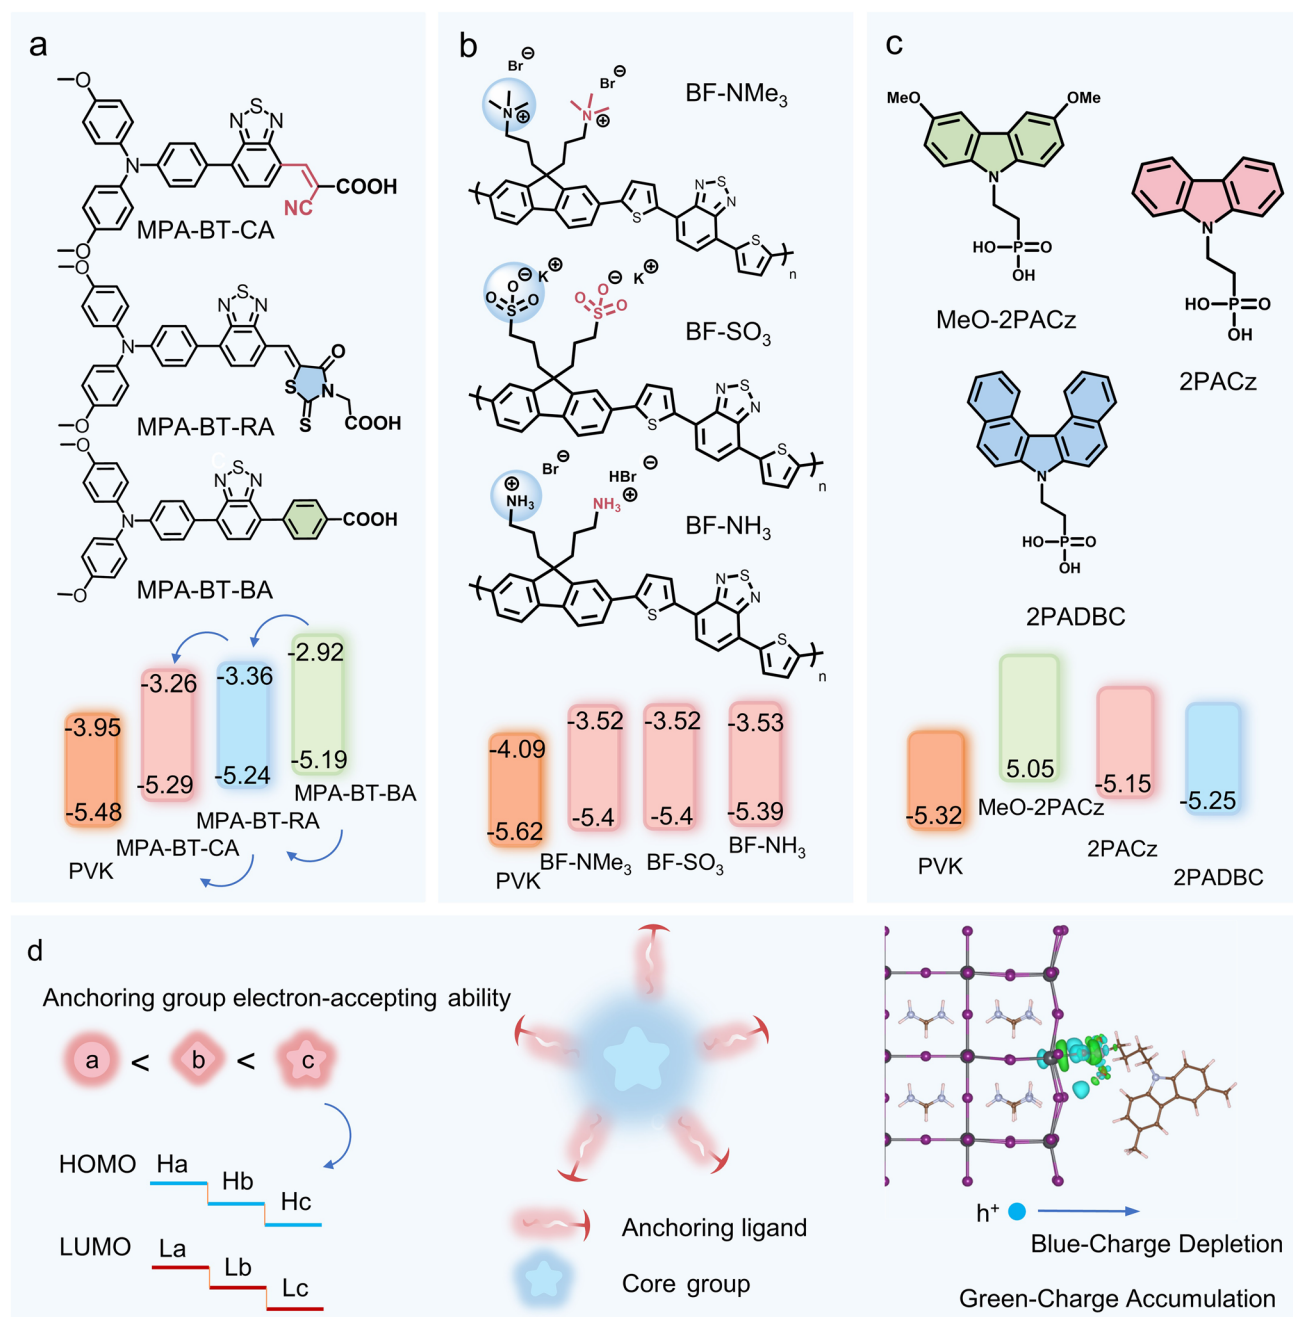 a
O
N
N S N
COOH
NC
O
MPA-BT-CA
O
N
N S N
O
S
N
S
COOH
O
MPA-BT-RA
O
C
N
N S N
COOH
O
MPA-BT-BA
-3.95
-5.48
PVK
-3.26
-5.29
MPA-BT-CA
-3.36
-5.24
MPA-BT-RA
-2.92
-5.19
MPA-BT-BA
b
Br⊖
Br⊖
N⊕
N⊕
BF-NMe3
S
N S N
S
n
O⊖ K⊕
O⊖ K⊕
O S O
O S O
BF-SO3
S
N S N
S
n
Br⊖
HBr⊖
⊕
NH3
NH3⊕
BF-NH3
S
N S N
S
n
-4.09
-5.62
PVK
-3.52
-5.4
BF-NMe3
-3.52
-5.4
BF-SO3
-3.53
-5.39
BF-NH3
c
MeO
OMe
N
HO P O
OH
MeO-2PACz
N
HO P O
OH
2PACz
N
HO P O
OH
2PADBC
-5.32
PVK
5.05
MeO-2PACz
-5.15
2PACz
-5.25
2PADBC
d
Anchoring group electron-accepting ability
a < b < c
HOMO Ha Hb Hc
LUMO La Lb Lc
Anchoring ligand
Core group
h+
Blue-Charge Depletion
Green-Charge Accumulation